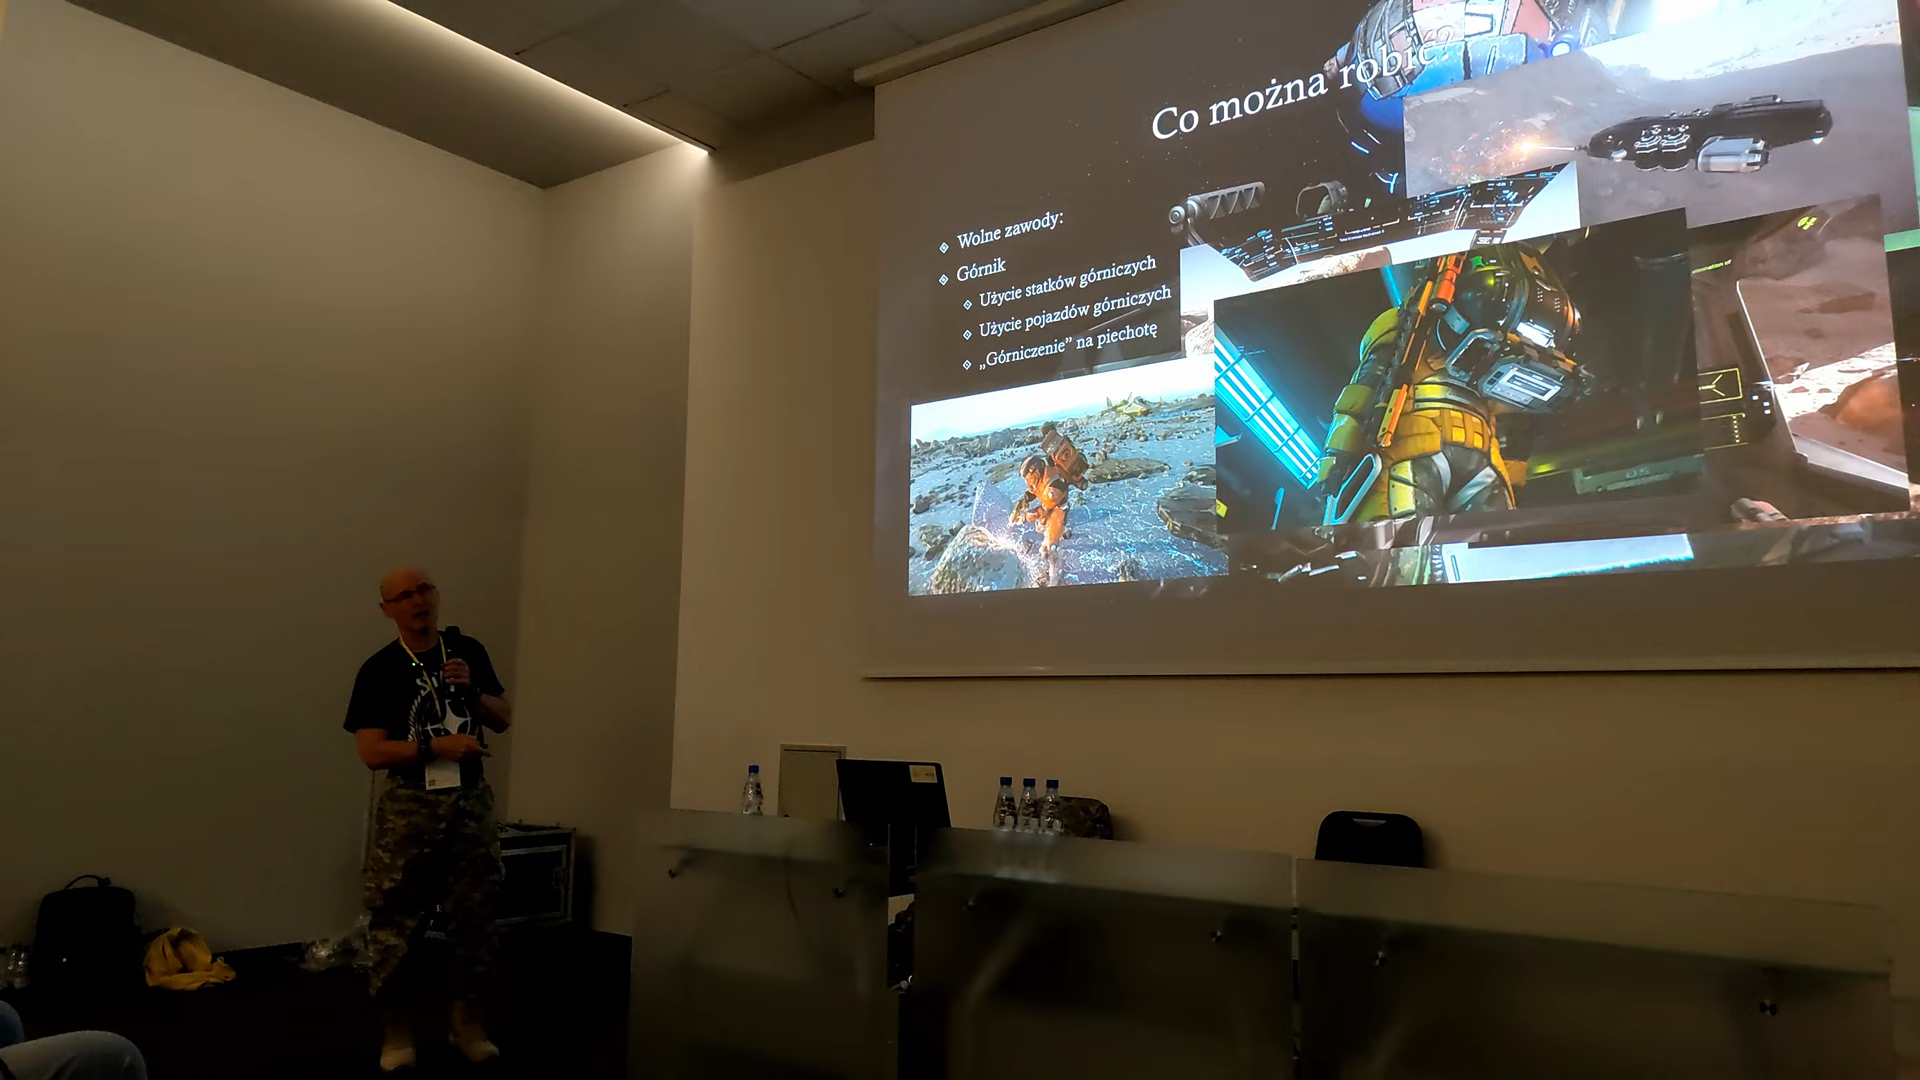 Co można robić?
Wolne zawody:
Górnik
Użycie statków górniczych
Użycie pojazdów górniczych
„Górniczenie” na piechotę